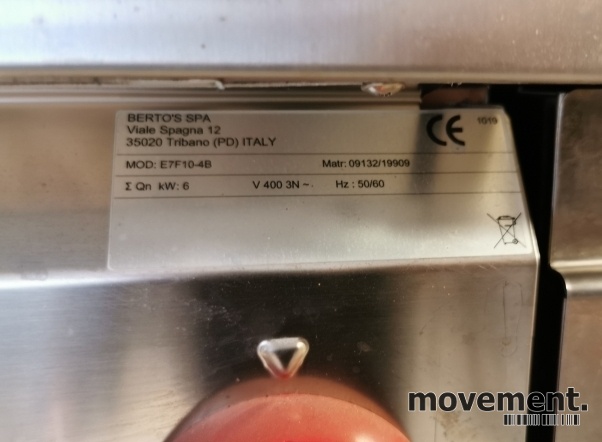 BERTO'S SPA
Viale Spagna 12
35020 Tribano (PD) ITALY
CE 1019
MOD: E7F10-4B Matr: 09132/19909
Σ Qn kW: 6 V 400 3N ~. Hz : 50/60
movement.